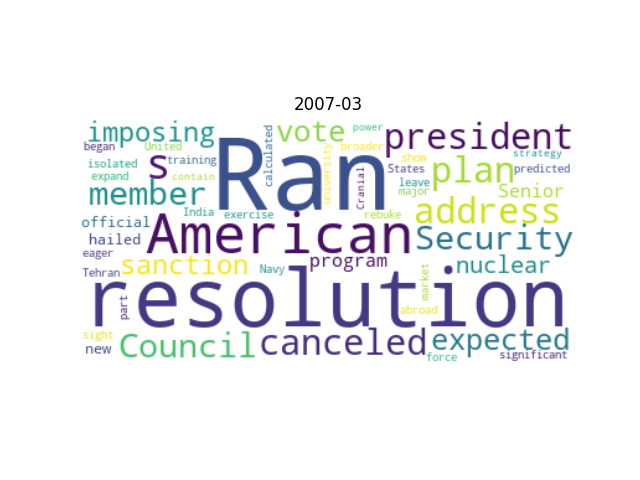 2007-03
imposing vote power president
began United calculated university broader show strategy
isolated s training Ran States plan predicted
expand contain Cranial leave Senior
member India exercise rebuke major address
official American Security
hailed
eager sanction Navy program nuclear
Tehran resolution market
part abroad
sight Council canceled expected
new force significant